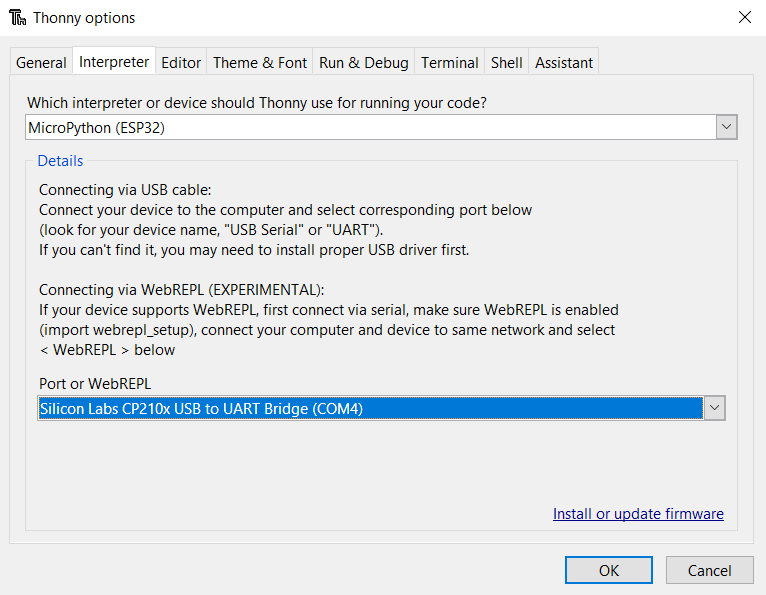 Thonny options
General Interpreter Editor Theme & Font Run & Debug Terminal Shell Assistant
Which interpreter or device should Thonny use for running your code?
MicroPython (ESP32)
Details
Connecting via USB cable:
Connect your device to the computer and select corresponding port below
(look for your device name, "USB Serial" or "UART").
If you can't find it, you may need to install proper USB driver first.
Connecting via WebREPL (EXPERIMENTAL):
If your device supports WebREPL, first connect via serial, make sure WebREPL is enabled
(import webrepl_setup), connect your computer and device to same network and select
< WebREPL > below
Port or WebREPL
Silicon Labs CP210x USB to UART Bridge (COM4)
Install or update firmware
OK Cancel